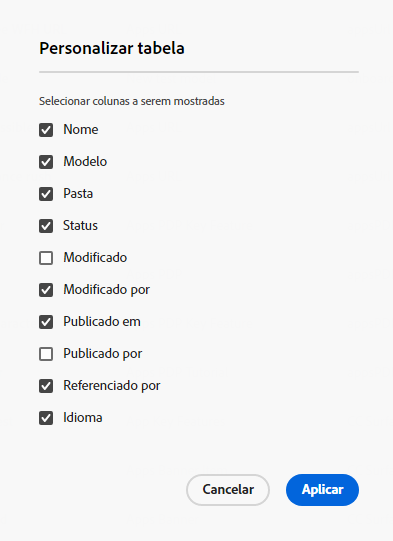 Personalizar tabela
Selecionar colunas a serem mostradas
Nome
Modelo
Pasta
Status
Modificado
Modificado por
Publicado em
Publicado por
Referenciado por
Idioma
Cancelar Aplicar